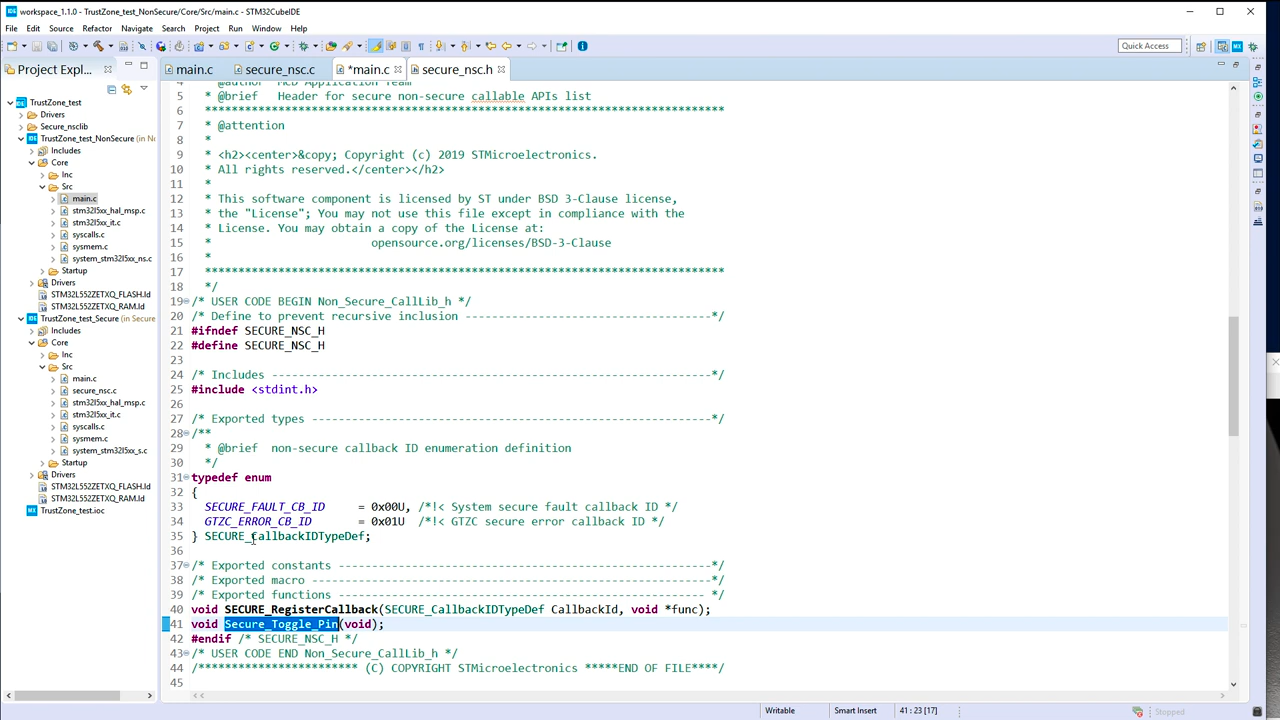 workspace_1.1.0 - TrustZone_test_NonSecure/Core/Src/main.c - STM32CubeIDE
File Edit Source Refactor Navigate Search Project Run Window Help
Quick Access
Project Expl...
main.c secure_nsc.c *main.c secure_nsc.h
TrustZone_test
Drivers
Secure_nsclib
TrustZone_test_NonSecure (in N
Includes
Core
Inc
Src
main.c
stm32l5xx_hal_msp.c
stm32l5xx_it.c
syscalls.c
sysmem.c
system_stm32l5xx_ns.c
Startup
Drivers
STM32L552ZETXQ_FLASH.ld
STM32L552ZETXQ_RAM.ld
TrustZone_test_Secure (in Secure
Includes
Core
Inc
Src
main.c
secure_nsc.c
stm32l5xx_hal_msp.c
stm32l5xx_it.c
syscalls.c
sysmem.c
system_stm32l5xx_s.c
Startup
Drivers
STM32L552ZETXQ_FLASH.ld
STM32L552ZETXQ_RAM.ld
TrustZone_test.ioc
4 * @author MCD Application Team
5 * @brief Header for secure non-secure callable APIs list
6 ******************************************************************************
7 * @attention
8 *
9 * <h2><center>&copy; Copyright (c) 2019 STMicroelectronics.
10 * All rights reserved.</center></h2>
11 *
12 * This software component is licensed by ST under BSD 3-Clause license,
13 * the "License"; You may not use this file except in compliance with the
14 * License. You may obtain a copy of the License at:
15 * opensource.org/licenses/BSD-3-Clause
16 *
17 ******************************************************************************
18 */
19 /* USER CODE BEGIN Non_Secure_CallLib_h */
20 /* Define to prevent recursive inclusion -------------------------------------*/
21 #ifndef SECURE_NSC_H
22 #define SECURE_NSC_H
23
24 /* Includes ------------------------------------------------------------------*/
25 #include <stdint.h>
26
27 /* Exported types ------------------------------------------------------------*/
28 /**
29 * @brief non-secure callback ID enumeration definition
30 */
31 typedef enum
32 {
33 SECURE_FAULT_CB_ID = 0x00U, /*!< System secure fault callback ID */
34 GTZC_ERROR_CB_ID = 0x01U /*!< GTZC secure error callback ID */
35 } SECURE_CallbackIDTypeDef;
36
37 /* Exported constants --------------------------------------------------------*/
38 /* Exported macro ------------------------------------------------------------*/
39 /* Exported functions ------------------------------------------------------- */
40 void SECURE_RegisterCallback(SECURE_CallbackIDTypeDef CallbackId, void *func);
41 void Secure_Toggle_Pin(void);
42 #endif /* SECURE_NSC_H */
43 /* USER CODE END Non_Secure_CallLib_h */
44 /************************ (C) COPYRIGHT STMicroelectronics *****END OF FILE****/
45
Writable Smart Insert 41 : 23 [17] Stopped